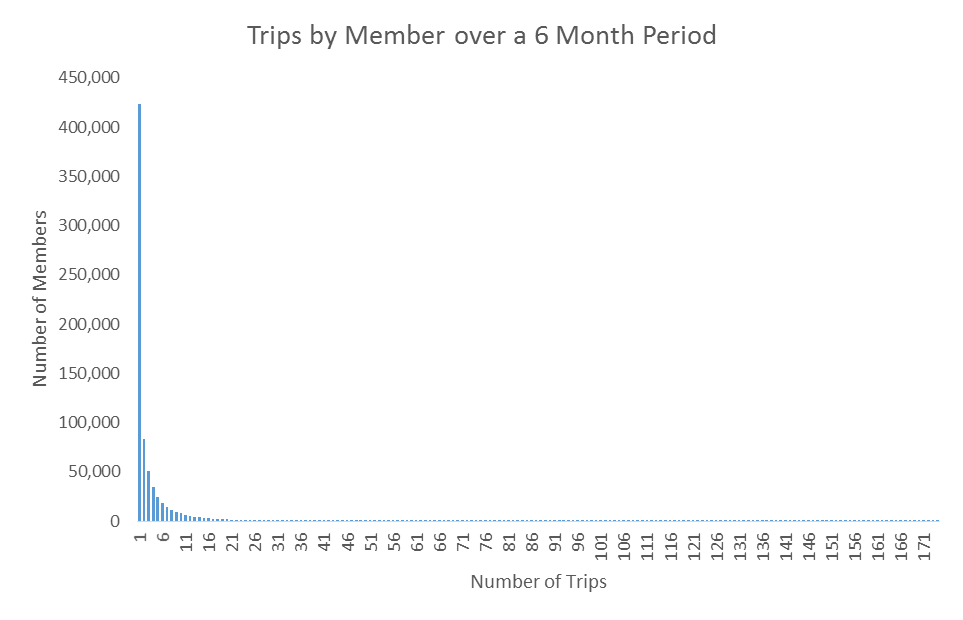 Trips by Member over a 6 Month Period
Number of Members
450,000
400,000
350,000
300,000
250,000
200,000
150,000
100,000
50,000
0
1 6 11 16 21 26 31 36 41 46 51 56 61 66 71 76 81 86 91 96 101 106 111 116 121 126 131 136 141 146 151 156 161 166 171
Number of Trips